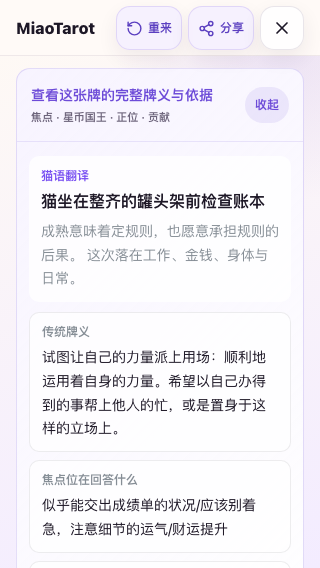 MiaoTarot
重来
分享
查看这张牌的完整牌义与依据
焦点 · 星币国王 · 正位 · 贡献
收起
猫语翻译
猫坐在整齐的罐头架前检查账本
成熟意味着定规则，也愿意承担规则的
后果。 这次落在工作、金钱、身体与
日常。
传统牌义
试图让自己的力量派上用场：顺利地
运用着自身的力量。希望以自己办得
到的事帮上他人的忙，或是置身于这
样的立场上。
焦点位在回答什么
似乎能交出成绩单的状况/应该别着
急，注意细节的运气/财运提升